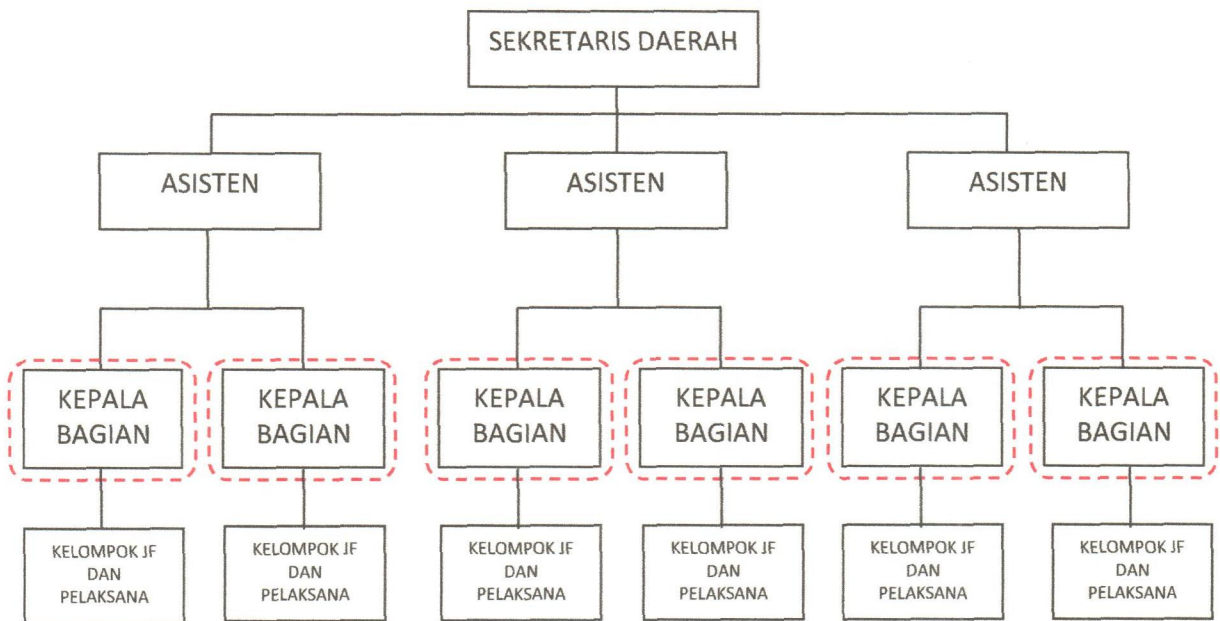 SEKRETARIS DAERAH
ASISTEN
ASISTEN
ASISTEN
KEPALA
BAGIAN
KEPALA
BAGIAN
KEPALA
BAGIAN
KEPALA
BAGIAN
KEPALA
BAGIAN
KEPALA
BAGIAN
KELOMPOK JF
DAN
PELAKSANA
KELOMPOK JF
DAN
PELAKSANA
KELOMPOK JF
DAN
PELAKSANA
KELOMPOK JF
DAN
PELAKSANA
KELOMPOK JF
DAN
PELAKSANA
KELOMPOK JF
DAN
PELAKSANA